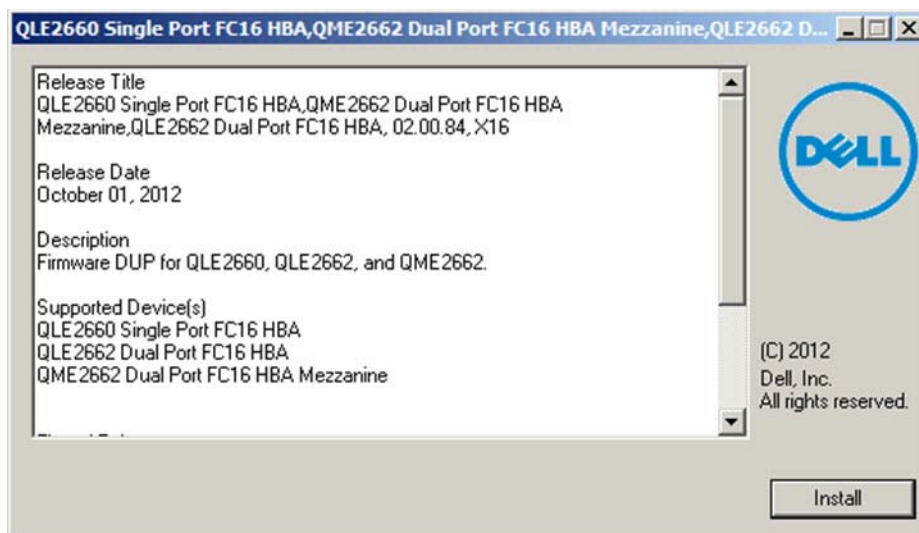 QLE2660 Single Port FC16 HBA,QME2662 Dual Port FC16 HBA Mezzanine,QLE2662 D...
Release Title
QLE2660 Single Port FC16 HBA,QME2662 Dual Port FC16 HBA
Mezzanine,QLE2662 Dual Port FC16 HBA, 02.00.84, X16
Release Date
October 01, 2012
Description
Firmware DUP for QLE2660, QLE2662, and QME2662.
Supported Device(s)
QLE2660 Single Port FC16 HBA
QLE2662 Dual Port FC16 HBA
QME2662 Dual Port FC16 HBA Mezzanine
DELL
(C) 2012
Dell, Inc.
All rights reserved.
Install